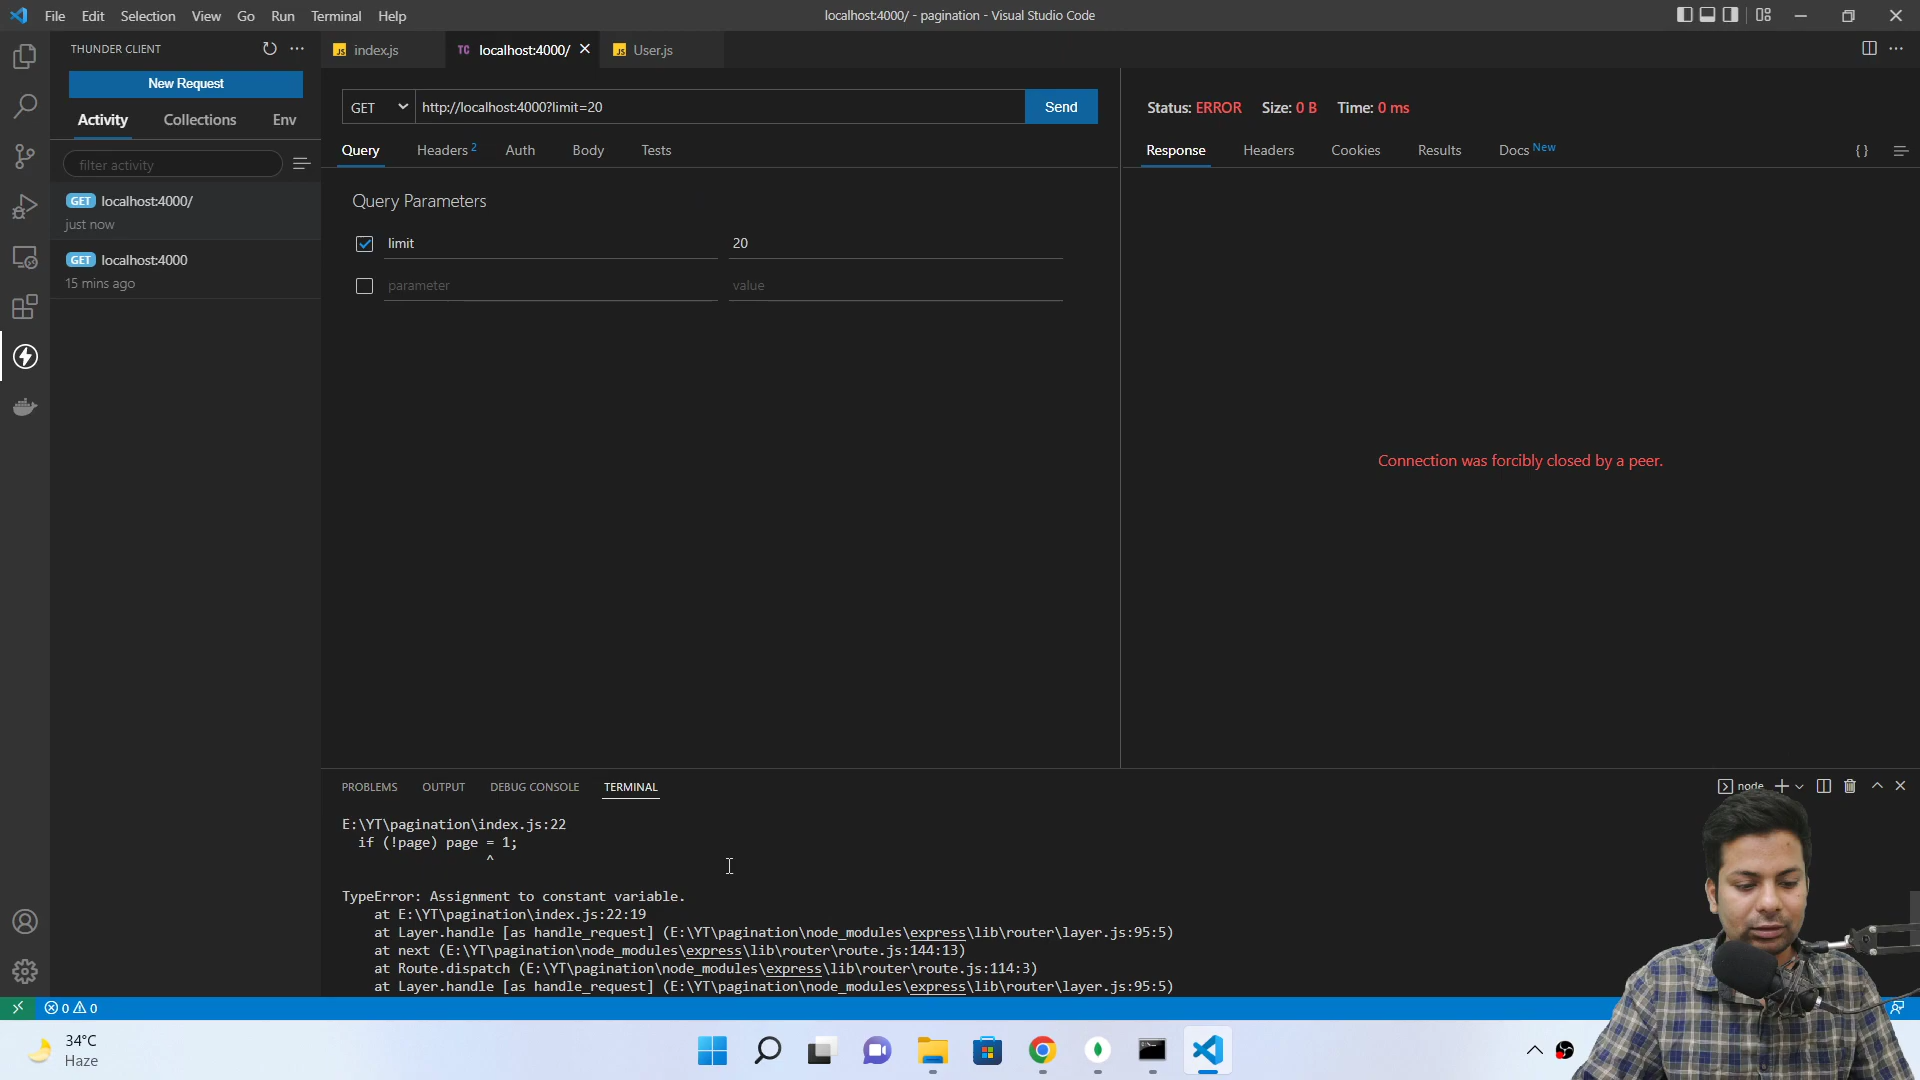 File Edit Selection View Go Run Terminal Help
localhost:4000/ - pagination - Visual Studio Code
THUNDER CLIENT
New Request
Activity Collections Env
filter activity
GET localhost:4000/
just now
GET localhost:4000
15 mins ago
JS index.js
TC localhost:4000/
JS User.js
GET http://localhost:4000?limit=20 Send
Query Headers 2 Auth Body Tests
Query Parameters
limit 20
parameter value
Status: ERROR Size: 0 B Time: 0 ms
Response Headers Cookies Results Docs New
{ }
Connection was forcibly closed by a peer.
PROBLEMS OUTPUT DEBUG CONSOLE TERMINAL
node
E:\YT\pagination\index.js:22
if (!page) page = 1;
^
TypeError: Assignment to constant variable.
at E:\YT\pagination\index.js:22:19
at Layer.handle [as handle_request] (E:\YT\pagination\node_modules\express\lib\router\layer.js:95:5)
at next (E:\YT\pagination\node_modules\express\lib\router\route.js:144:13)
at Route.dispatch (E:\YT\pagination\node_modules\express\lib\router\route.js:114:3)
at Layer.handle [as handle_request] (E:\YT\pagination\node_modules\express\lib\router\layer.js:95:5)
0 0
34°C
Haze